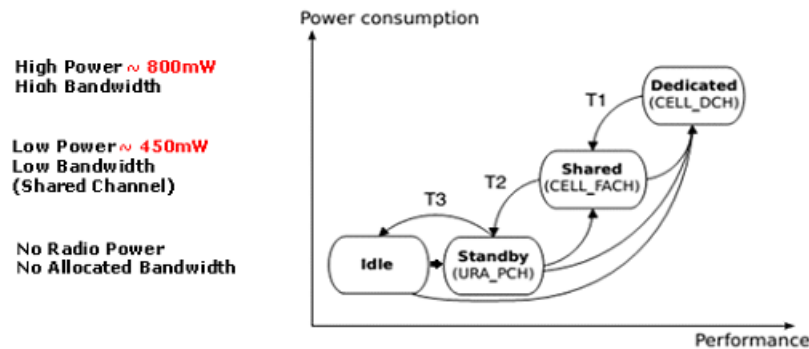 Power consumption
High Power ~ 800mW
High Bandwidth
Dedicated
(CELL_DCH)
T1
Low Power ~ 450mW
Low Bandwidth
(Shared Channel)
Shared
(CELL_FACH)
T2
T3
No Radio Power
No Allocated Bandwidth
Idle
Standby
(URA_PCH)
Performance